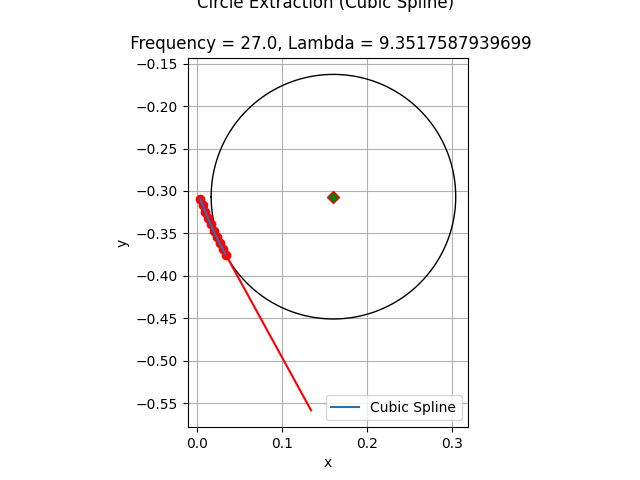 Circle Extraction (Cubic Spline)
Frequency = 27.0, Lambda = 9.3517587939699
−0.15
−0.20
−0.25
−0.30
−0.35
−0.40
−0.45
−0.50
−0.55
y
Cubic Spline
0.0 0.1 0.2 0.3
x